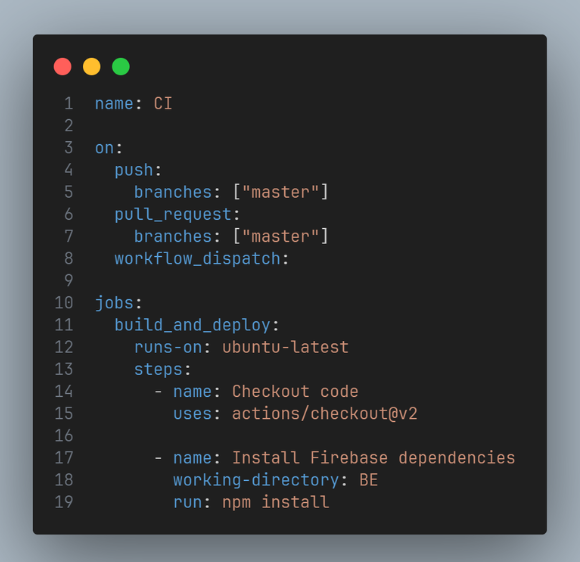 1 name: CI
2
3 on:
4   push:
5     branches: ["master"]
6   pull_request:
7     branches: ["master"]
8   workflow_dispatch:
9
10 jobs:
11   build_and_deploy:
12     runs-on: ubuntu-latest
13     steps:
14       - name: Checkout code
15         uses: actions/checkout@v2
16
17       - name: Install Firebase dependencies
18         working-directory: BE
19         run: npm install